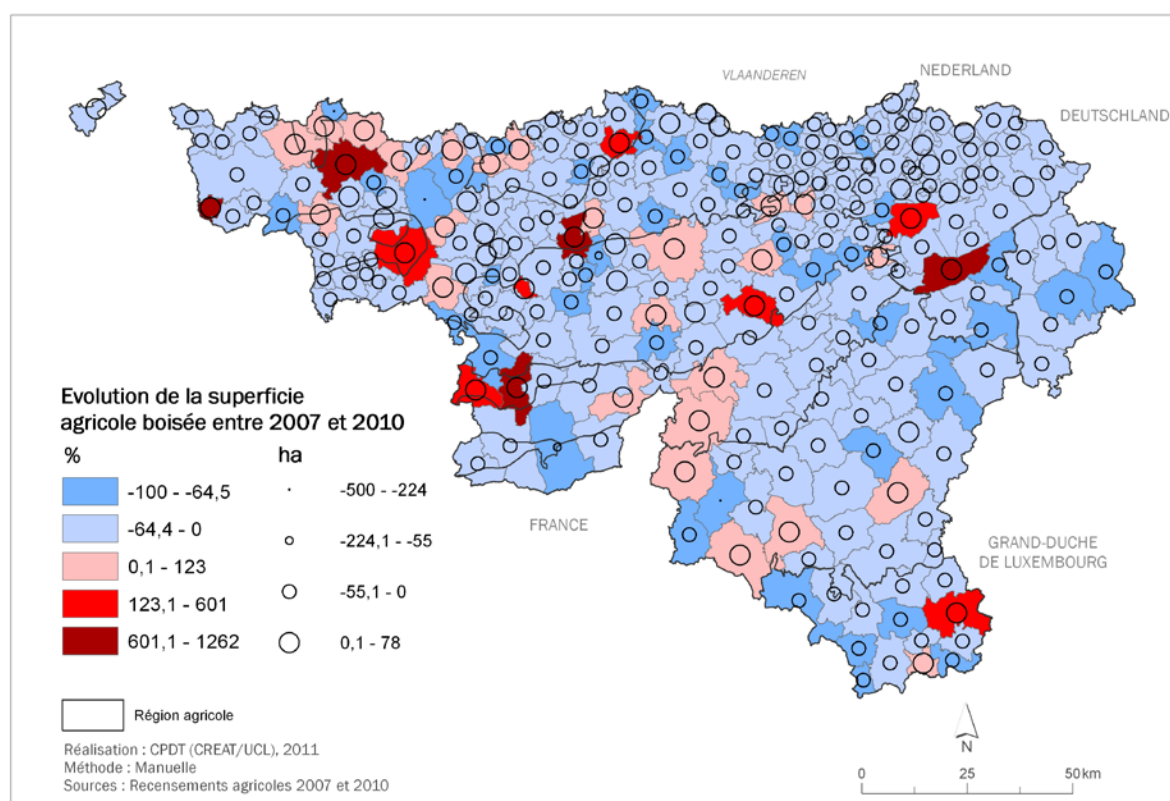 VLAANDEREN
NEDERLAND
DEUTSCHLAND
Evolution de la superficie
agricole boisée entre 2007 et 2010
% ha
-100 - -64,5 -500 - -224
-64,4 - 0 -224,1 - -55
0,1 - 123 -55,1 - 0
123,1 - 601 0,1 - 78
601,1 - 1262
FRANCE
GRAND-DUCHE
DE LUXEMBOURG
Région agricole
Réalisation : CPDT (CREAT/UCL), 2011
Méthode : Manuelle
Sources : Recensements agricoles 2007 et 2010
N
0 25 50 km